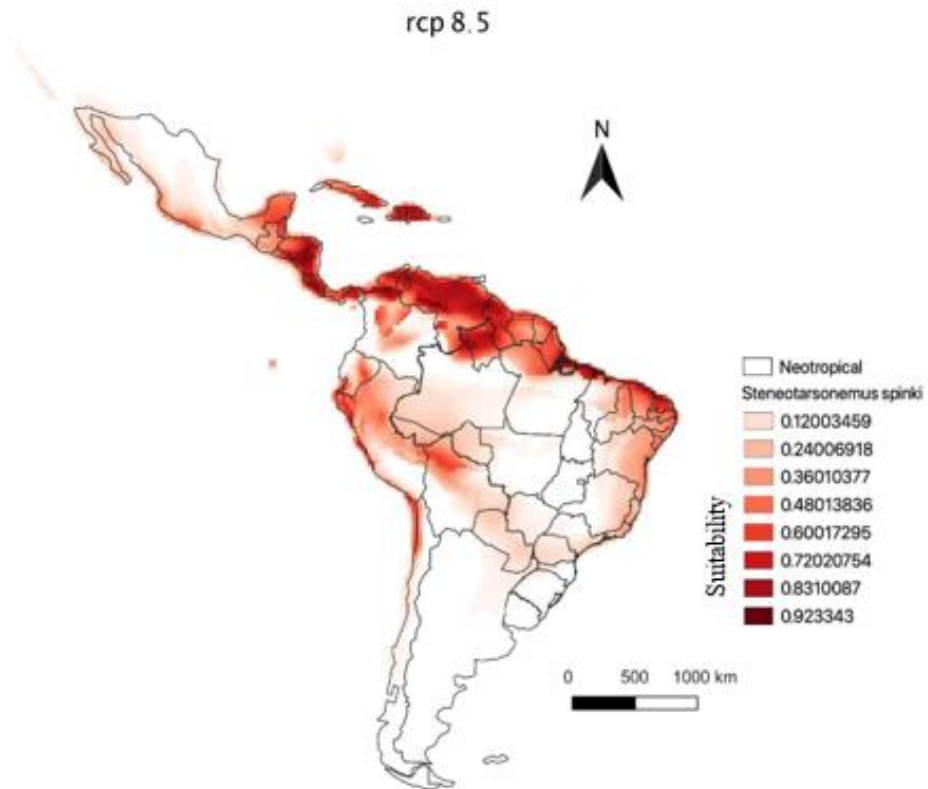 rcp 8.5
N
Neotropical
Steneotarsonemus spinki
Suitability
0.12003459
0.24006918
0.36010377
0.48013836
0.60017295
0.72020754
0.8310087
0.923343
0 500 1000 km